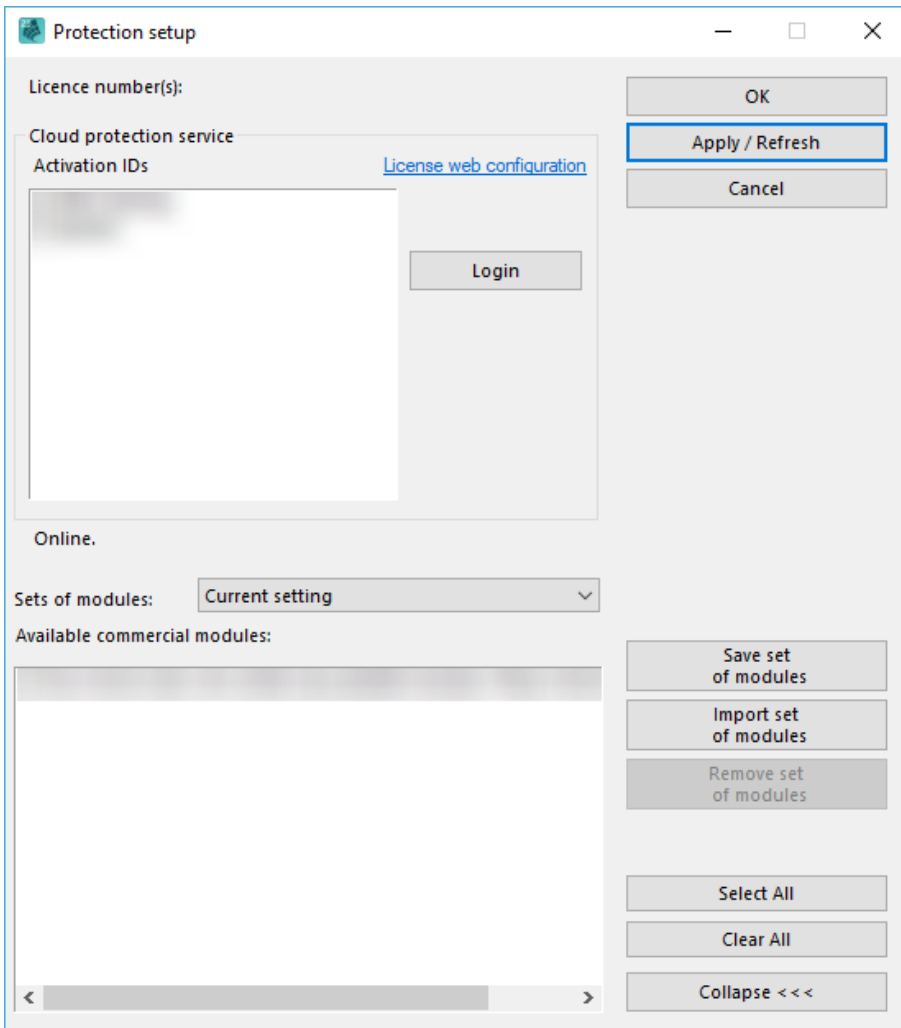 Protection setup
Licence number(s):
OK
Cloud protection service
Apply / Refresh
Activation IDs
License web configuration
Cancel
Login
Online.
Sets of modules:
Current setting
Available commercial modules:
Save set
of modules
Import set
of modules
Remove set
of modules
Select All
Clear All
Collapse <<<